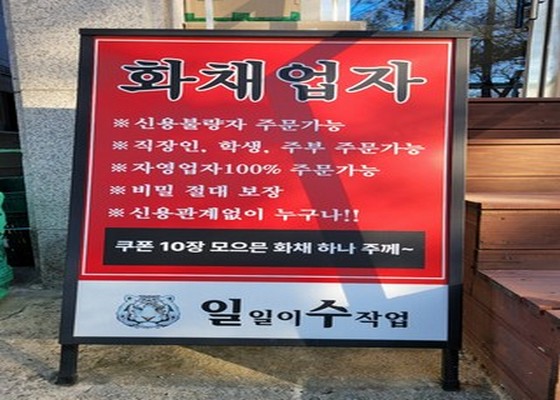 화채업자
※신용불량자 주문가능
※직장인, 학생, 주부 주문가능
※자영업자100% 주문가능
※비밀 절대 보장
※신용관계없이 누구나!!
쿠폰 10장 모으믄 화채 하나 주께~
일일이수작업